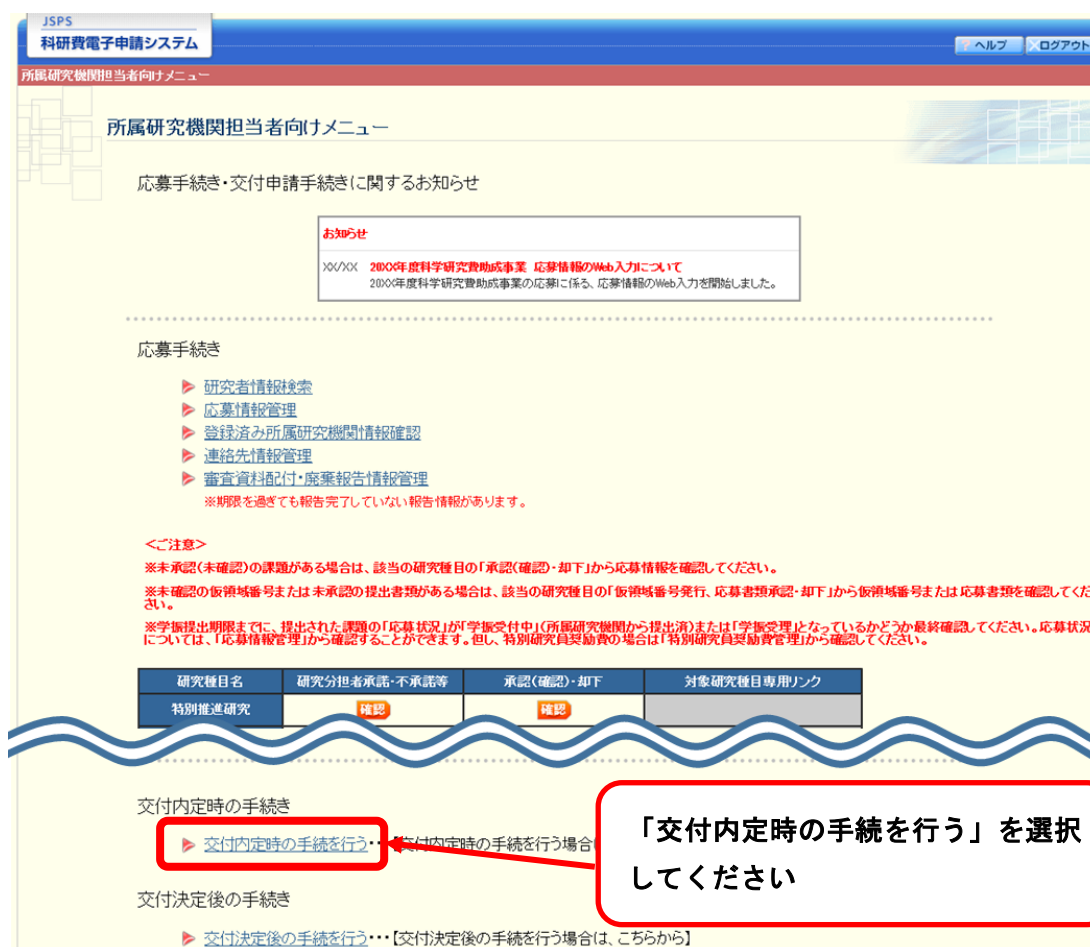 JSPS
科研費電子申請システム
? ヘルプ
ログアウト
所属研究機関担当者向けメニュー
所属研究機関担当者向けメニュー
応募手続き・交付申請手続きに関するお知らせ
お知らせ
XX/XX 20XX年度科学研究費助成事業 応募情報のWeb入力について
20XX年度科学研究費助成事業の応募に係る、応募情報のWeb入力を開始しました。
応募手続き
研究者情報検索
応募情報管理
登録済み所属研究機関情報確認
連絡先情報管理
審査資料配付・廃棄報告情報管理
※期限を過ぎても報告完了していない報告情報があります。
<ご注意>
※未承認(未確認)の課題がある場合は、該当の研究種目の「承認(確認)・却下」から応募情報を確認してください。
※未確認の仮領域番号または未承認の提出書類がある場合は、該当の研究種目の「仮領域番号発行、応募書類承認・却下」から仮領域番号または応募書類を確認してくだ
さい。
※学振提出期限までに、提出された課題の「応募状況」が「学振受付中」(所属研究機関から提出済)または「学振受理」となっているかどうか最終確認してください。応募状況
については、「応募情報管理」から確認することができます。但し、特別研究員奨励費の場合は「特別研究員奨励費管理」から確認してください。
研究種目名 研究分担者承諾・不承諾等 承認(確認)・却下 対象研究種目専用リンク
特別推進研究 確認 確認
交付内定時の手続き
交付内定時の手続を行う・・・【交付内定時の手続を行う場合
「交付内定時の手続を行う」を選択
してください
交付決定後の手続き
交付決定後の手続を行う・・・【交付決定後の手続を行う場合は、こちらから】